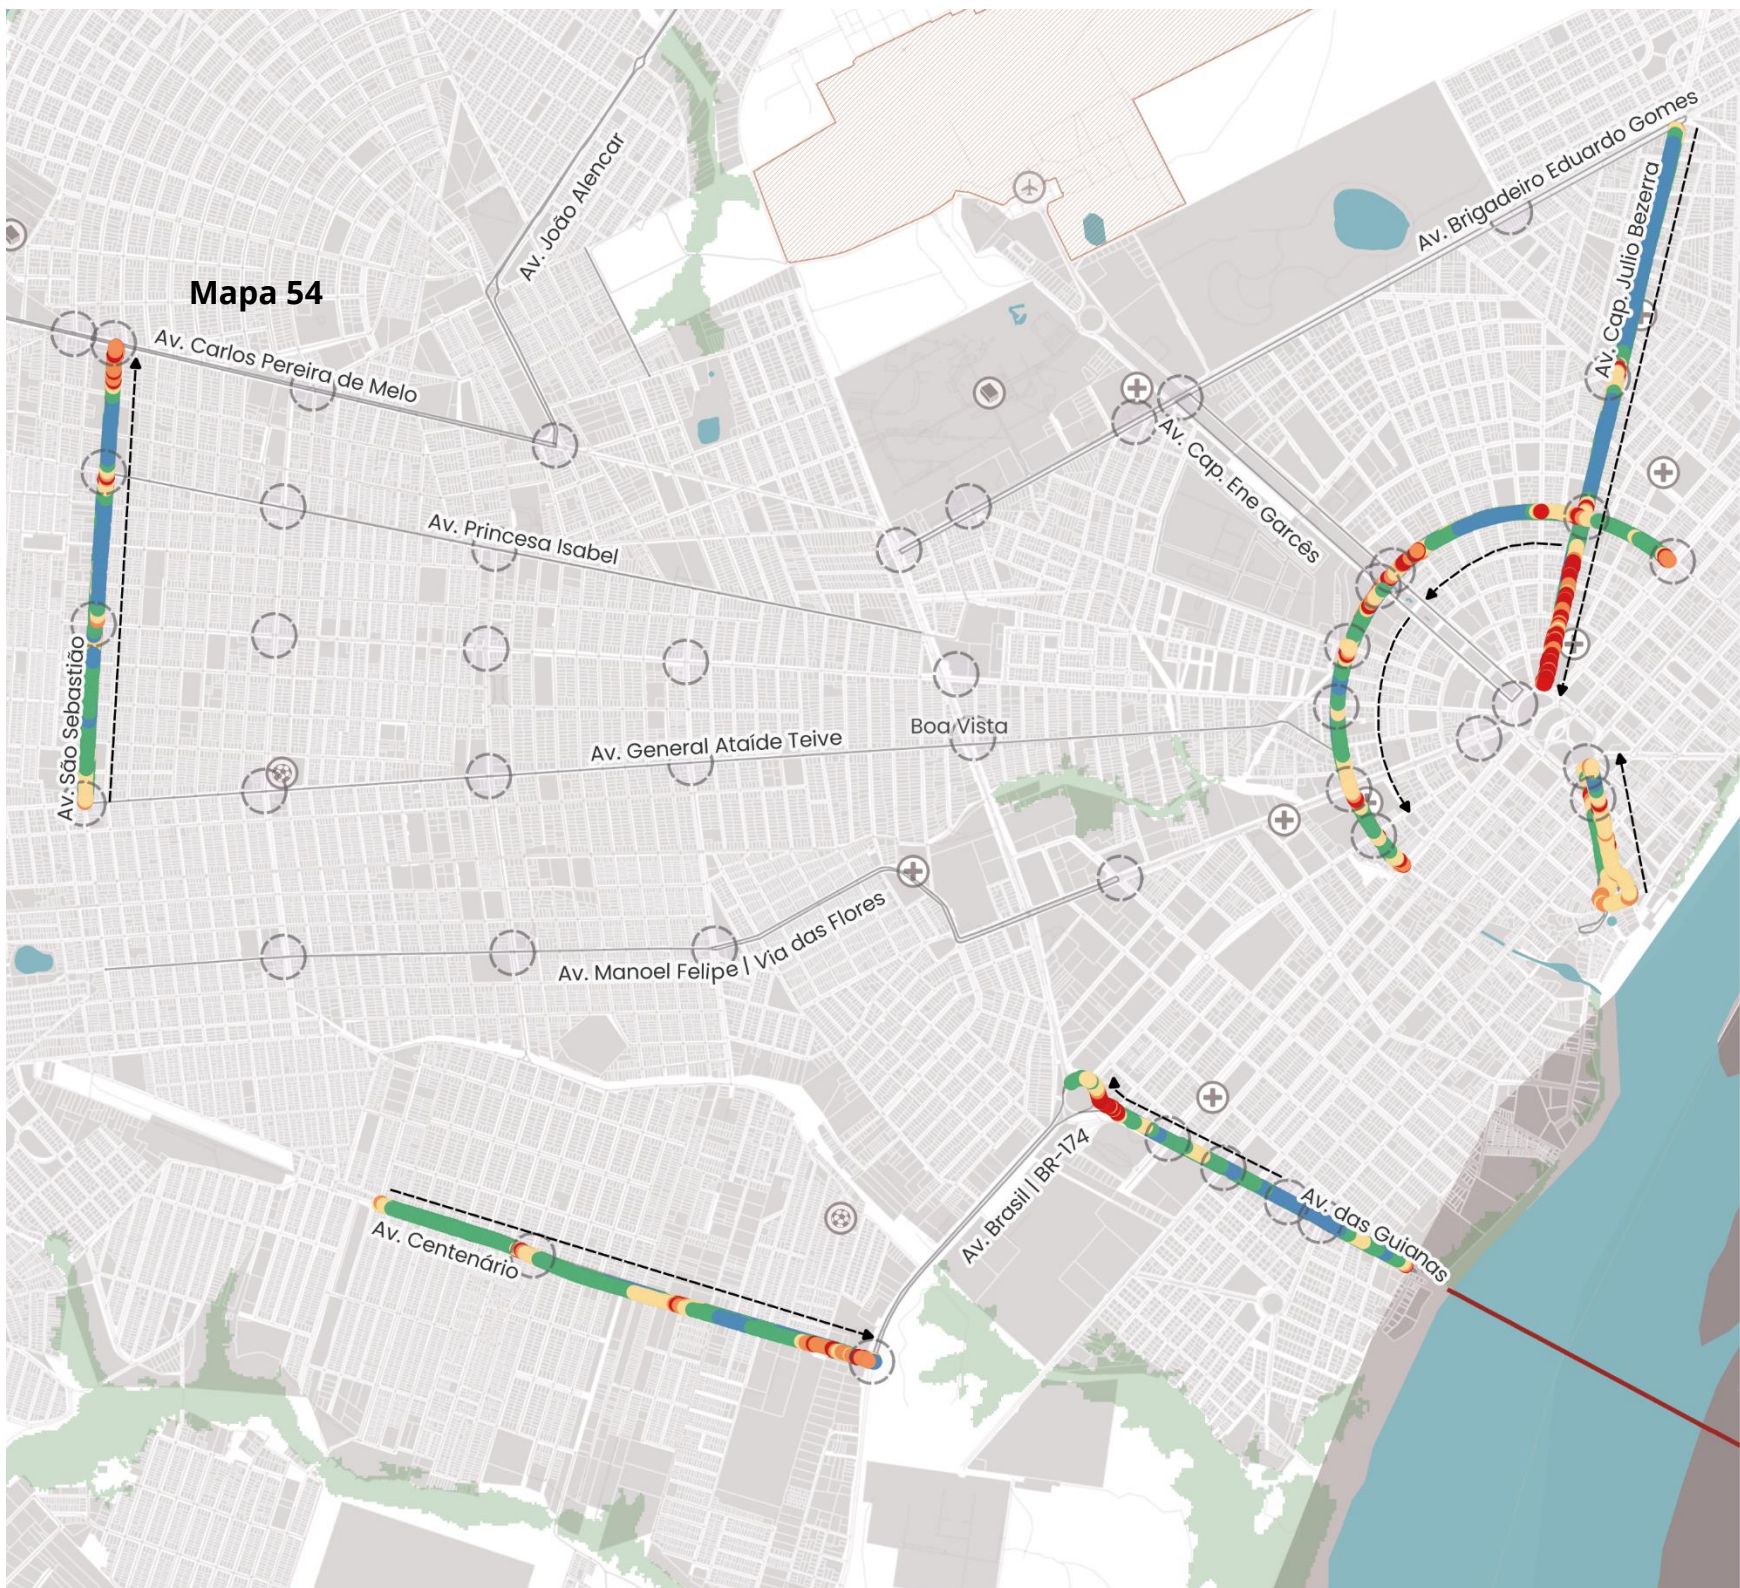 Av. Brigadeiro Eduardo Gomes
Av. João Alencar
Av. Cap. Julio Bezerra
Mapa 54
Av. Carlos Pereira de Melo
Av. Cap. Ene Garcês
Av. Princesa Isabel
Av. São Sebastião
Boa Vista
Av. General Ataíde Teive
Av. Manoel Felipe | Via das Flores
Av. Brasil | BR-174
Av. das Guianas
Av. Centenário